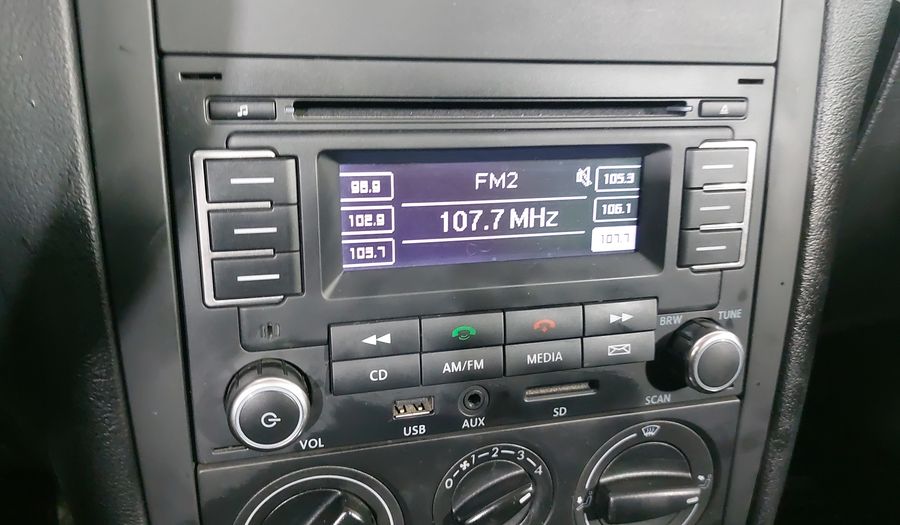 98.9
FM2
105.3
102.9
107.7 MHz
106.1
103.7
107.7
BRW
TUNE
CD
AM/FM
MEDIA
SCAN
VOL
USB
AUX
SD
0 1 2 3 4